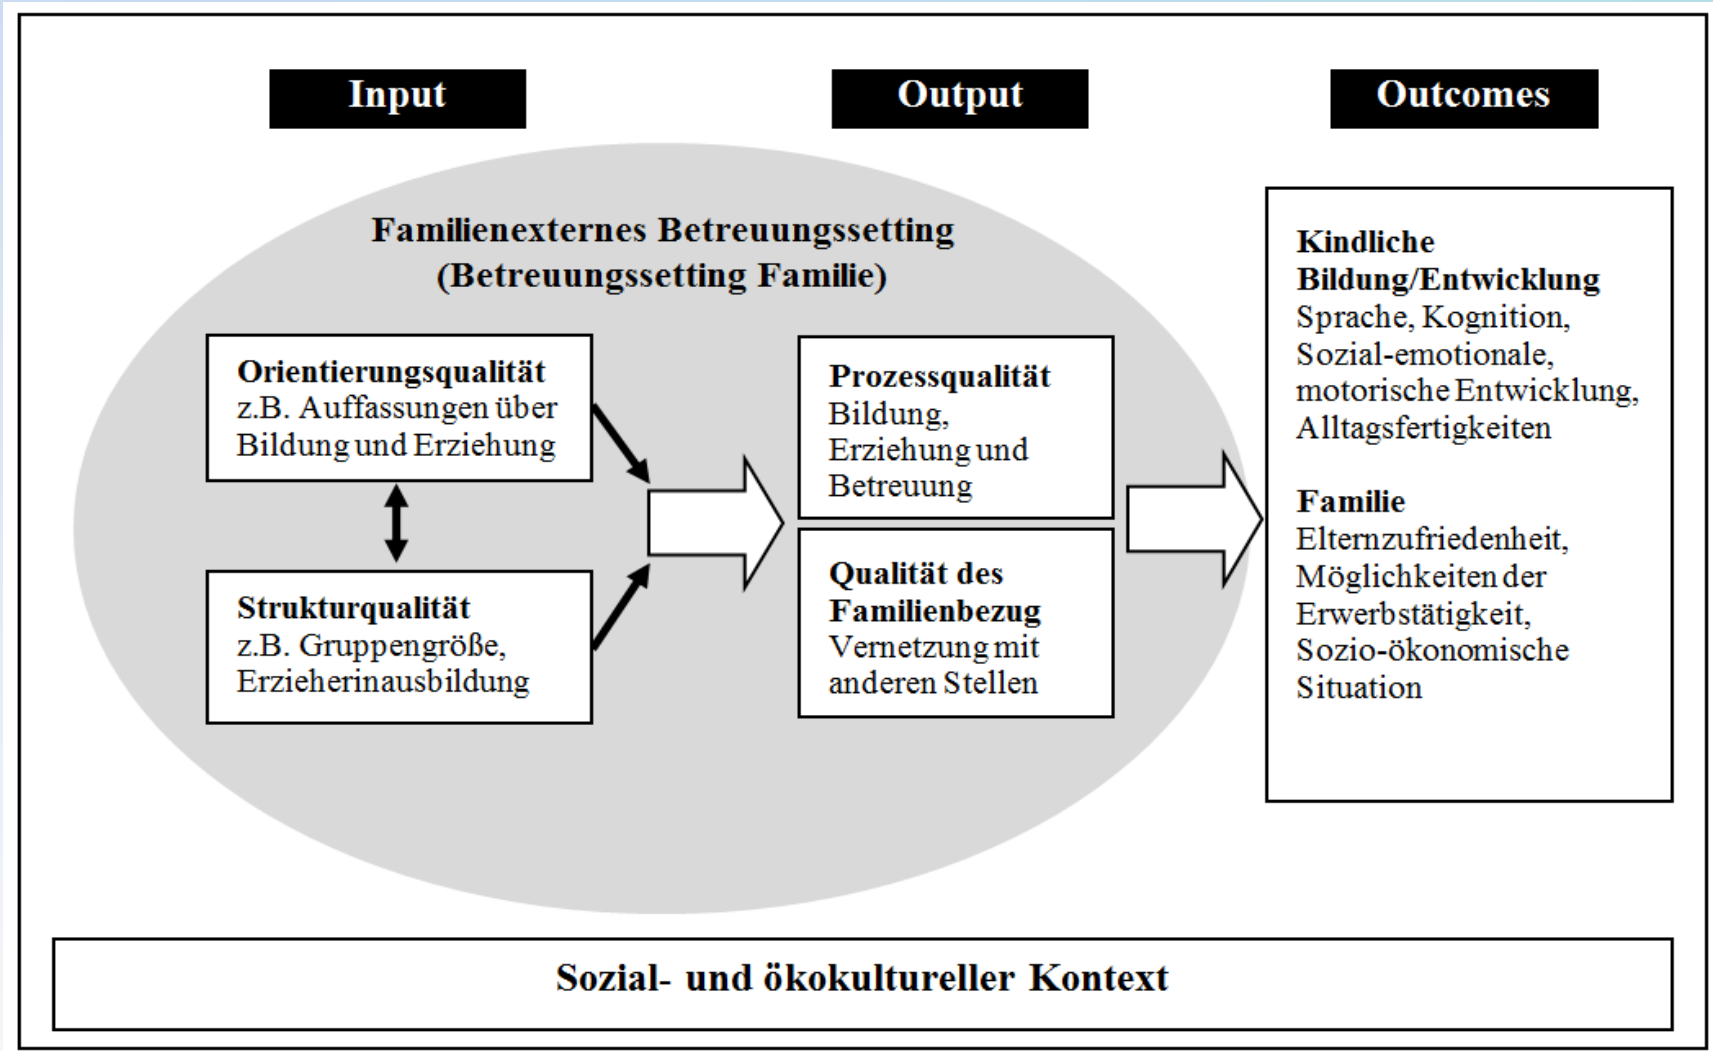 Input
Output
Outcomes
Familienexternes Betreuungssetting
(Betreuungssetting Familie)
Orientierungsqualität
z.B. Auffassungen über
Bildung und Erziehung
Strukturqualität
z.B. Gruppengröße,
Erzieherinausbildung
Prozessqualität
Bildung,
Erziehung und
Betreuung
Qualität des
Familienbezug
Vernetzung mit
anderen Stellen
Kindliche
Bildung/Entwicklung
Sprache, Kognition,
Sozial-emotionale,
motorische Entwicklung,
Alltagsfertigkeiten
Familie
Elternzufriedenheit,
Möglichkeiten der
Erwerbstätigkeit,
Sozio-ökonomische
Situation
Sozial- und ökokultureller Kontext